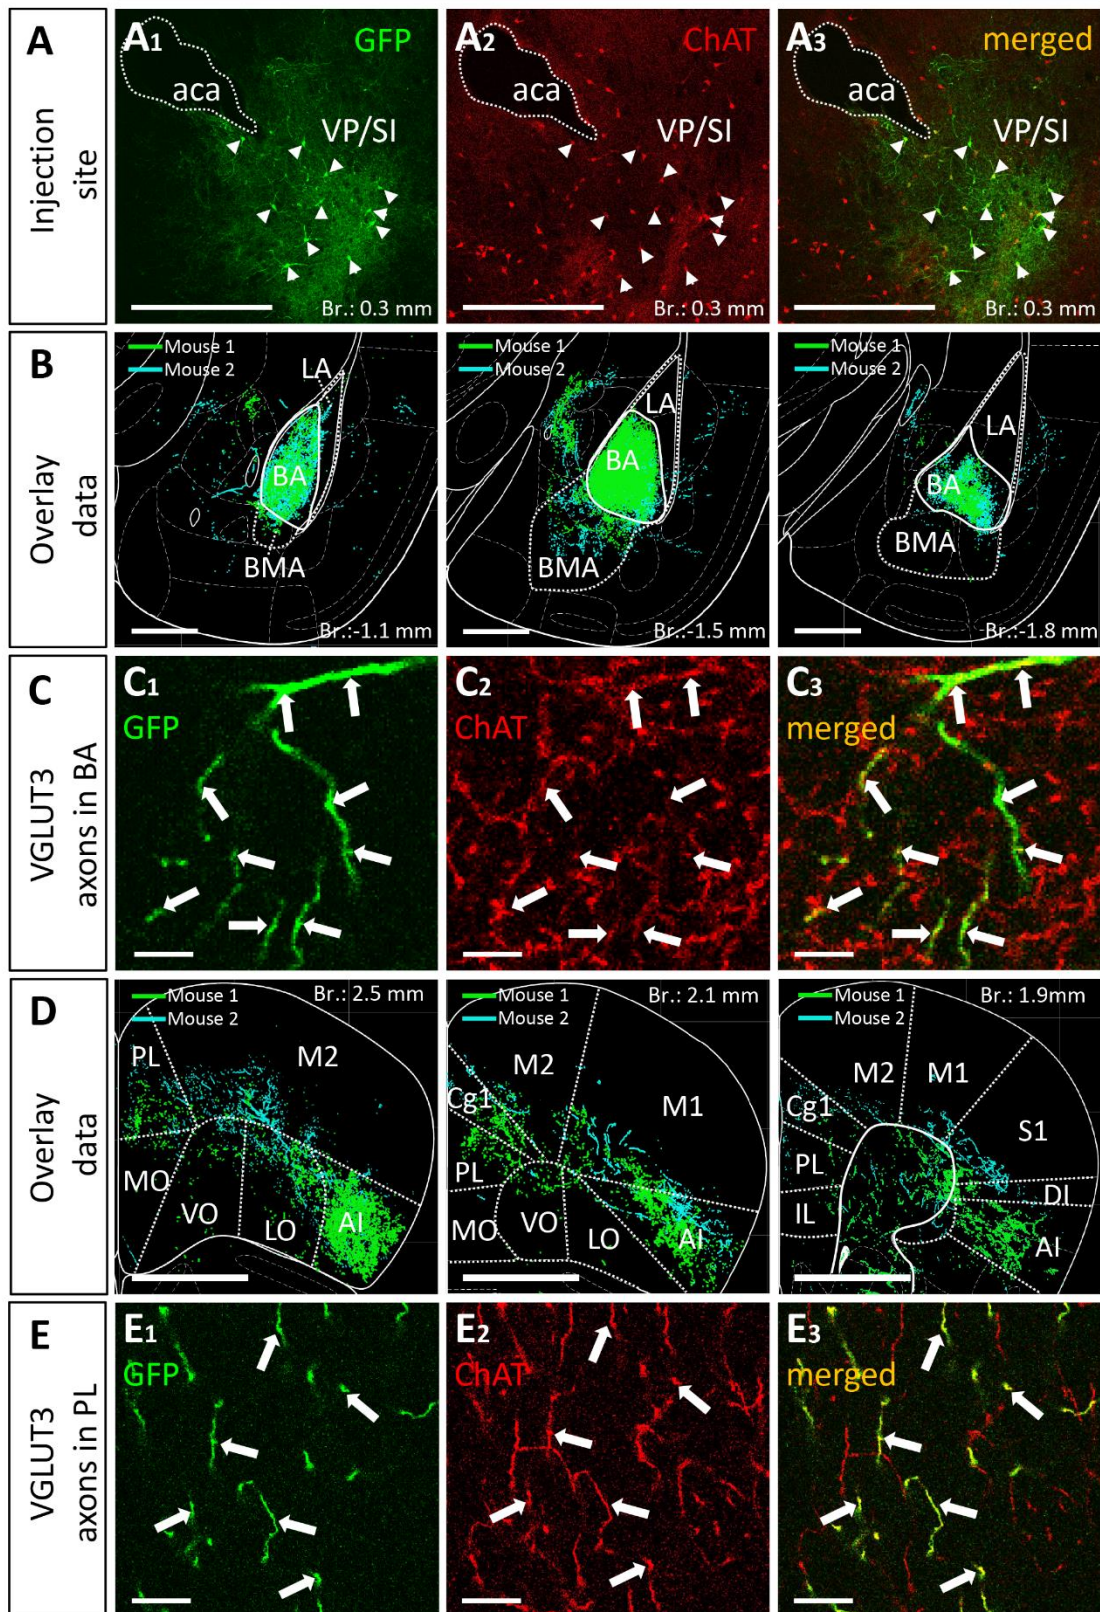 A
Injection
site
A1
GFP
aca
VP/SI
Br.: 0.3 mm
A2
ChAT
aca
VP/SI
Br.: 0.3 mm
A3
merged
aca
VP/SI
Br.: 0.3 mm
B
Overlay
data
Mouse 1
Mouse 2
LA
BA
BMA
Br.:-1.1 mm
Mouse 1
Mouse 2
LA
BA
BMA
Br.:-1.5 mm
Mouse 1
Mouse 2
LA
BA
BMA
Br.:-1.8 mm
C
VGLUT3
axons in BA
C1
GFP
C2
ChAT
C3
merged
D
Overlay
data
Mouse 1
Mouse 2
Br.: 2.5 mm
PL
M2
MO
VO
LO
AI
Mouse 1
Mouse 2
Br.: 2.1 mm
M2
Cg1
M1
PL
MO
VO
LO
AI
Mouse 1
Mouse 2
Br.: 1.9mm
M2
M1
Cg1
S1
PL
DI
IL
AI
E
VGLUT3
axons in PL
E1
GFP
E2
ChAT
E3
merged